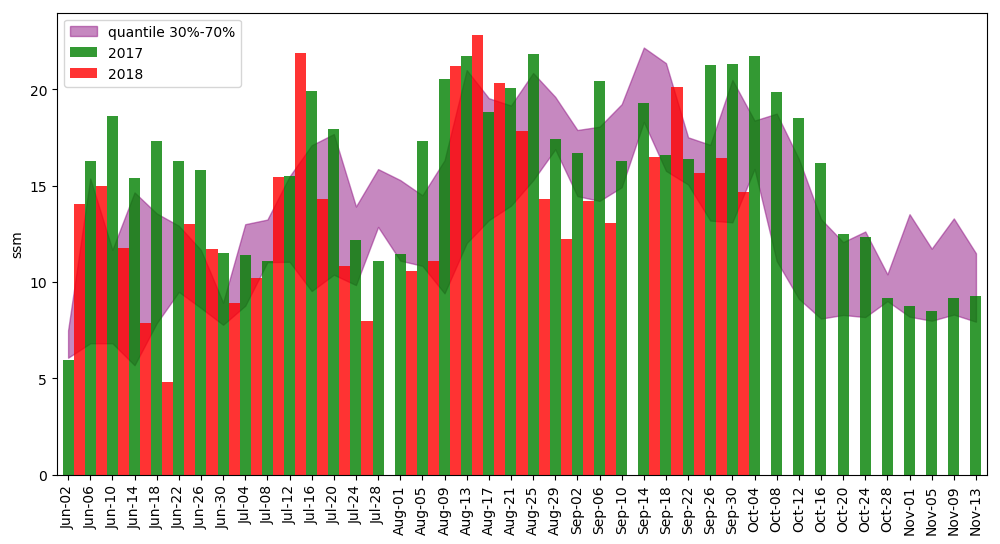 quantile 30%-70%
2017
2018
ssm
20
15
10
5
0
Jun-02
Jun-06
Jun-10
Jun-14
Jun-18
Jun-22
Jun-26
Jun-30
Jul-04
Jul-08
Jul-12
Jul-16
Jul-20
Jul-24
Jul-28
Aug-01
Aug-05
Aug-09
Aug-13
Aug-17
Aug-21
Aug-25
Aug-29
Sep-02
Sep-06
Sep-10
Sep-14
Sep-18
Sep-22
Sep-26
Sep-30
Oct-04
Oct-08
Oct-12
Oct-16
Oct-20
Oct-24
Oct-28
Nov-01
Nov-05
Nov-09
Nov-13